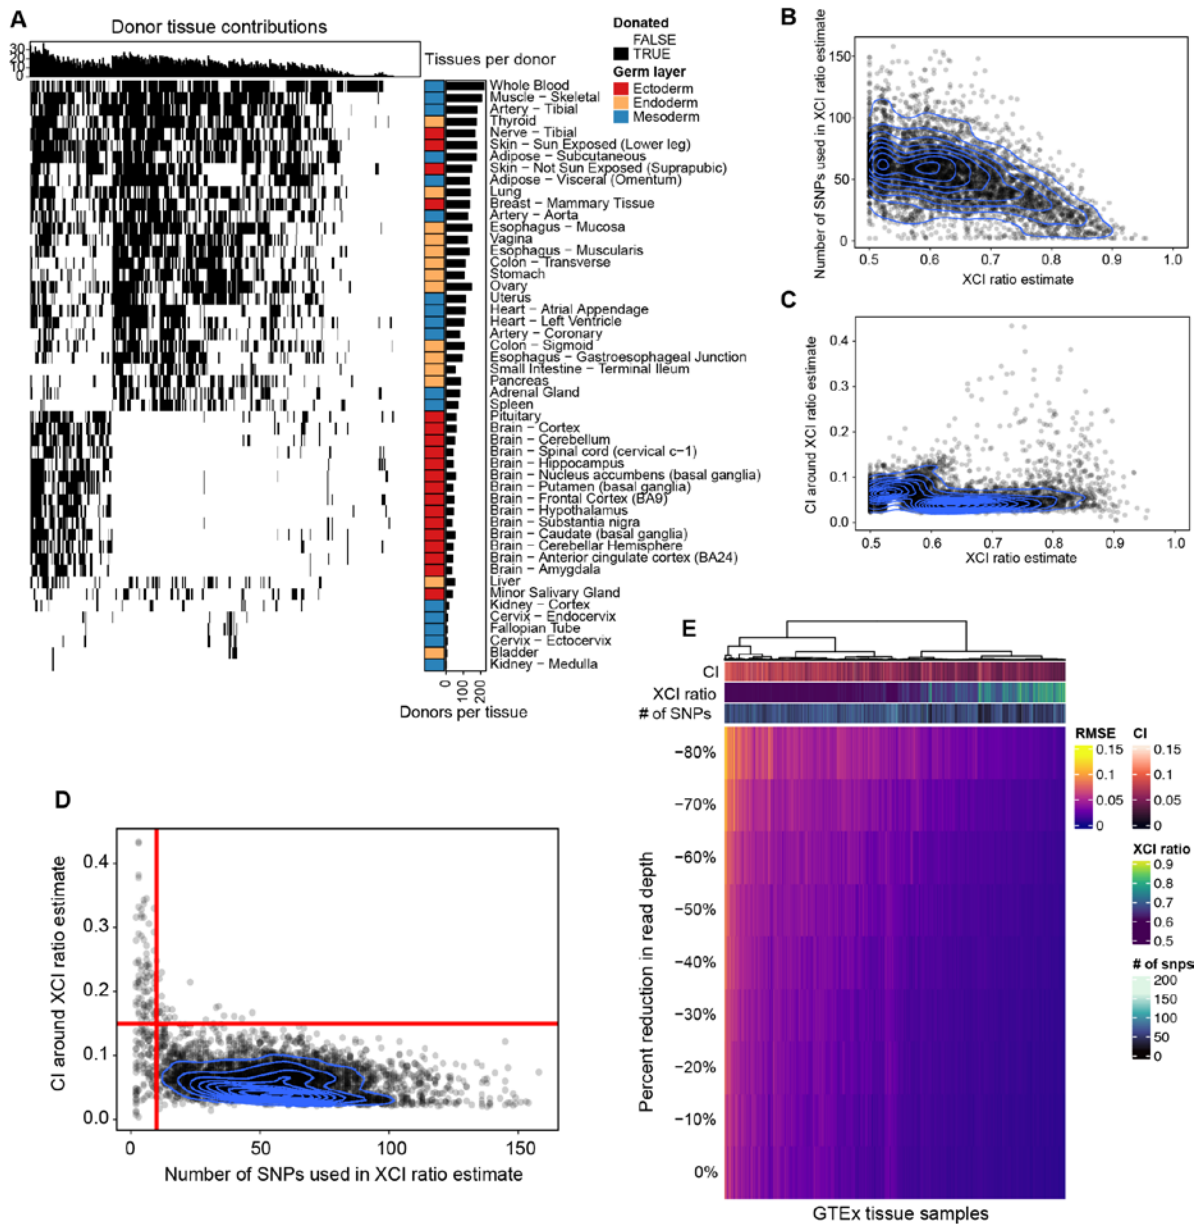 A
Donor tissue contributions
30
20
10
0
Tissues per donor
Donated
FALSE
TRUE
Germ layer
Ectoderm
Endoderm
Mesoderm
Whole Blood
Muscle − Skeletal
Artery − Tibial
Thyroid
Nerve − Tibial
Skin − Sun Exposed (Lower leg)
Adipose − Subcutaneous
Skin − Not Sun Exposed (Suprapubic)
Adipose − Visceral (Omentum)
Lung
Breast − Mammary Tissue
Artery − Aorta
Esophagus − Mucosa
Vagina
Esophagus − Muscularis
Colon − Transverse
Stomach
Ovary
Uterus
Heart − Atrial Appendage
Heart − Left Ventricle
Artery − Coronary
Colon − Sigmoid
Esophagus − Gastroesophageal Junction
Small Intestine − Terminal Ileum
Pancreas
Adrenal Gland
Spleen
Pituitary
Brain − Cortex
Brain − Cerebellum
Brain − Spinal cord (cervical c−1)
Brain − Hippocampus
Brain − Nucleus accumbens (basal ganglia)
Brain − Putamen (basal ganglia)
Brain − Frontal Cortex (BA9)
Brain − Hypothalamus
Brain − Substantia nigra
Brain − Caudate (basal ganglia)
Brain − Cerebellar Hemisphere
Brain − Anterior cingulate cortex (BA24)
Brain − Amygdala
Liver
Minor Salivary Gland
Kidney − Cortex
Cervix − Endocervix
Fallopian Tube
Cervix − Ectocervix
Bladder
Kidney − Medulla
0 100 200
Donors per tissue
B
Number of SNPs used in XCI ratio estimate
150
100
50
0
0.5 0.6 0.7 0.8 0.9 1.0
XCI ratio estimate
C
CI around XCI ratio estimate
0.4
0.3
0.2
0.1
0.0
0.5 0.6 0.7 0.8 0.9 1.0
XCI ratio estimate
D
CI around XCI ratio estimate
0.4
0.3
0.2
0.1
0.0
0 50 100 150
Number of SNPs used in XCI ratio estimate
E
CI
XCI ratio
# of SNPs
Percent reduction in read depth
−80%
−70%
−60%
−50%
−40%
−30%
−20%
−10%
0%
GTEx tissue samples
RMSE
0.15
0.1
0.05
0
CI
0.15
0.1
0.05
0
XCI ratio
0.9
0.8
0.7
0.6
0.5
# of snps
200
150
100
50
0